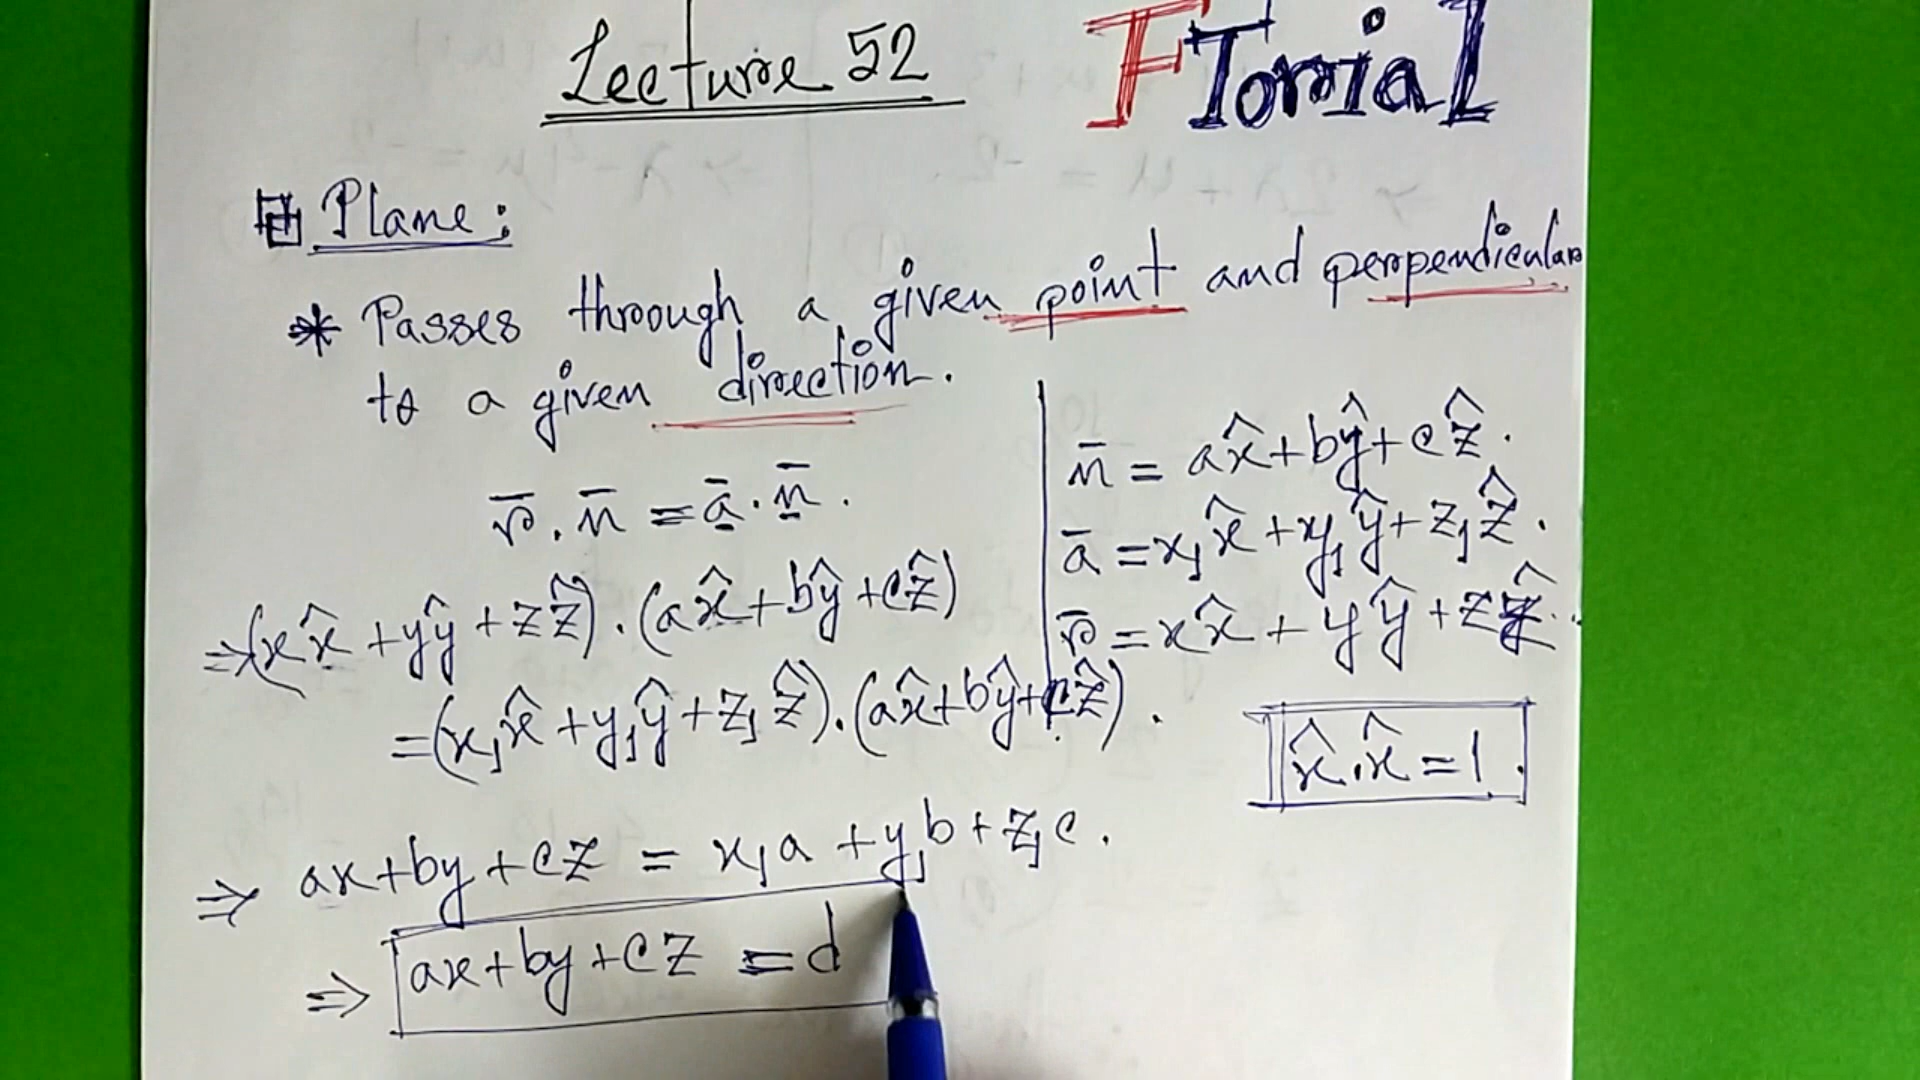 Lecture 52
FTorial
Plane:
* Passes through a given point and perpendicular
to a given direction.
r̄ . n̄ = ā . n̄ .
n̄ = ax̂ + bŷ + cẑ .
ā = x₁x̂ + y₁ŷ + z₁ẑ .
r̄ = xx̂ + yŷ + zẑ .
⇒ (xx̂ + yŷ + zẑ) . (ax̂ + bŷ + cẑ)
= (x₁x̂ + y₁ŷ + z₁ẑ) . (ax̂ + bŷ + cẑ) .
x̂ . x̂ = 1 .
⇒ ax + by + cz = x₁a + y₁b + z₁c .
⇒ ax + by + cz = d